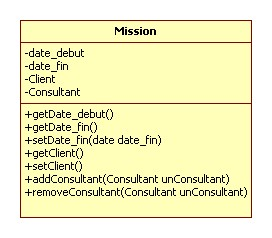 Mission
-date_debut
-date_fin
-Client
-Consultant
+getDate_debut()
+getDate_fin()
+setDate_fin(date date_fin)
+getClient()
+setClient()
+addConsultant(Consultant unConsultant)
+removeConsultant(Consultant unConsultant)